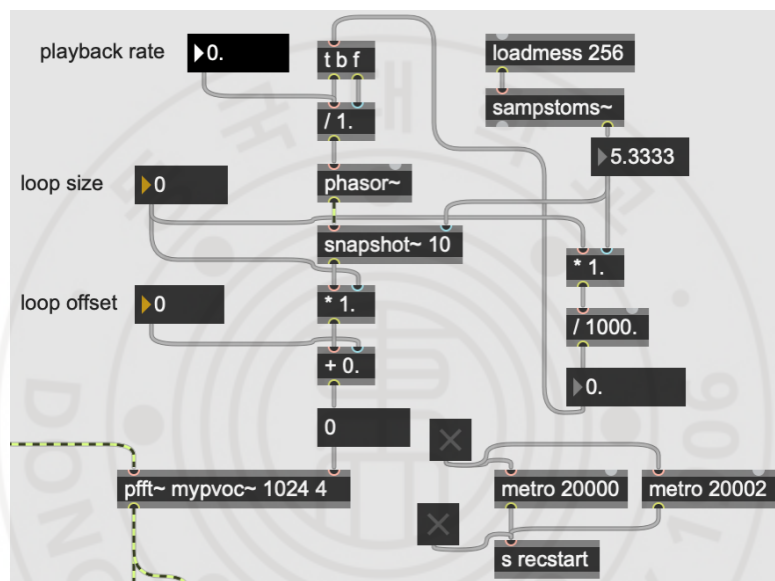 playback rate
0.
t b f
loadmess 256
/ 1.
sampstoms~
5.3333
loop size
0
phasor~
snapshot~ 10
* 1.
loop offset
0
* 1.
/ 1000.
+ 0.
0.
0
pfft~ mypvoc~ 1024 4
metro 20000
metro 20002
s recstart